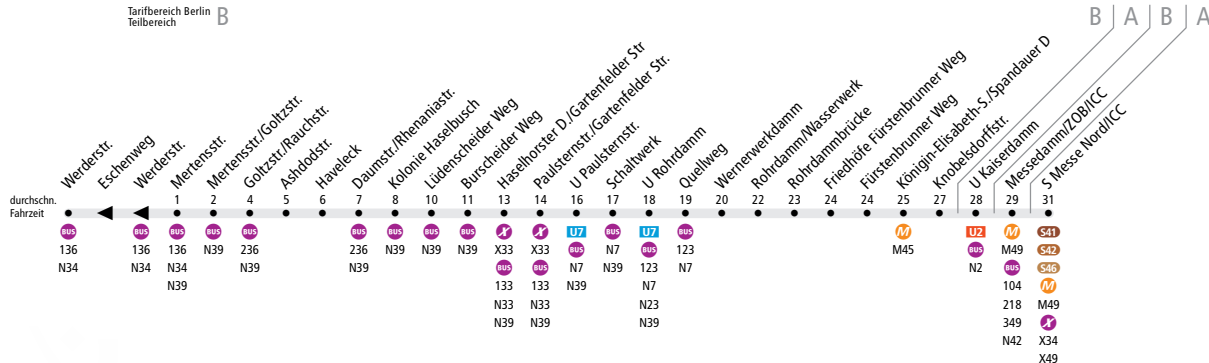 Tarifbereich Berlin
Teilbereich B
B A B A
Werderstr.
Eschenweg
Werderstr.
Mertensstr.
Mertensstr./Goltzstr.
Goltzstr./Rauchstr.
Ashdodstr.
Haveleck
Daumstr./Rhenaniastr.
Kolonie Haselbusch
Lüdenscheider Weg
Burscheider Weg
Haselhorster D./Gartenfelder Str
Paulsternstr./Gartenfelder Str.
U Paulsternstr.
Schaltwerk
U Rohrdamm
Quellweg
Wernerwerkdamm
Rohrdamm/Wasserwerk
Rohrdammbrücke
Friedhöfe Fürstenbrunner Weg
Fürstenbrunner Weg
Königin-Elisabeth-S./Spandauer D
Knobelsdorffstr.
U Kaiserdamm
Messedamm/ZOB/ICC
S Messe Nord/ICC
durchschn. 1 2 4 5 6 7 8 10 11 13 14 16 17 18 19 20 22 23 24 24 25 27 28 29 31
Fahrzeit
BUS BUS BUS BUS BUS BUS BUS BUS BUS X X U7 BUS U7 BUS M U2 M S41
136 136 136 N39 236 236 N39 N39 N39 X33 X33 BUS N7 BUS 123 M45 BUS M49 S42
N34 N34 N34 N39 N39 BUS BUS N7 N39 123 N7 N2 BUS S46
N39 133 133 N39 N7 104 M
N33 N33 N23 218 M49
N39 N39 N39 349 X
N42 X34
X49